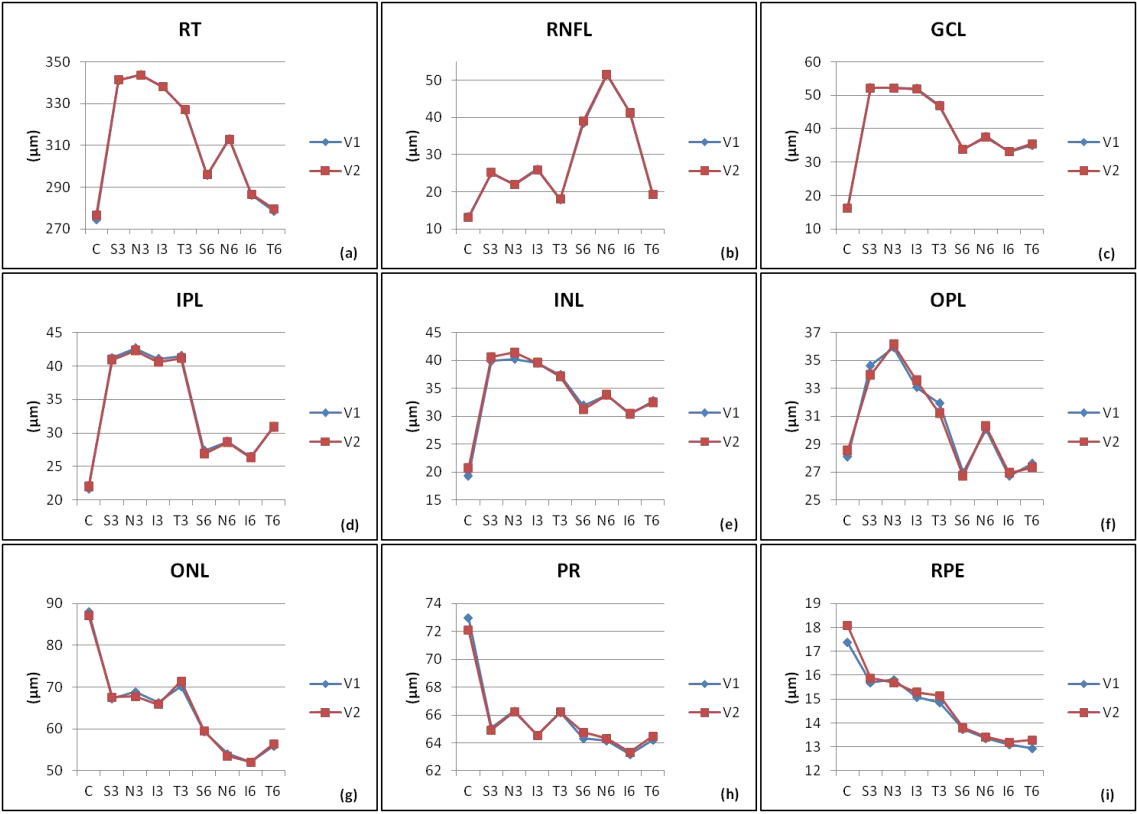 RT
350
330
310
290
270
(µm)
C S3 N3 I3 T3 S6 N6 I6 T6
V1
V2
(a)
RNFL
50
40
30
20
10
(µm)
C S3 N3 I3 T3 S6 N6 I6 T6
V1
V2
(b)
GCL
60
50
40
30
20
10
(µm)
C S3 N3 I3 T3 S6 N6 I6 T6
V1
V2
(c)
IPL
45
40
35
30
25
20
(µm)
C S3 N3 I3 T3 S6 N6 I6 T6
V1
V2
(d)
INL
45
40
35
30
25
20
15
(µm)
C S3 N3 I3 T3 S6 N6 I6 T6
V1
V2
(e)
OPL
37
35
33
31
29
27
25
(µm)
C S3 N3 I3 T3 S6 N6 I6 T6
V1
V2
(f)
ONL
90
80
70
60
50
(µm)
C S3 N3 I3 T3 S6 N6 I6 T6
V1
V2
(g)
PR
74
72
70
68
66
64
62
(µm)
C S3 N3 I3 T3 S6 N6 I6 T6
V1
V2
(h)
RPE
19
18
17
16
15
14
13
12
(µm)
C S3 N3 I3 T3 S6 N6 I6 T6
V1
V2
(i)